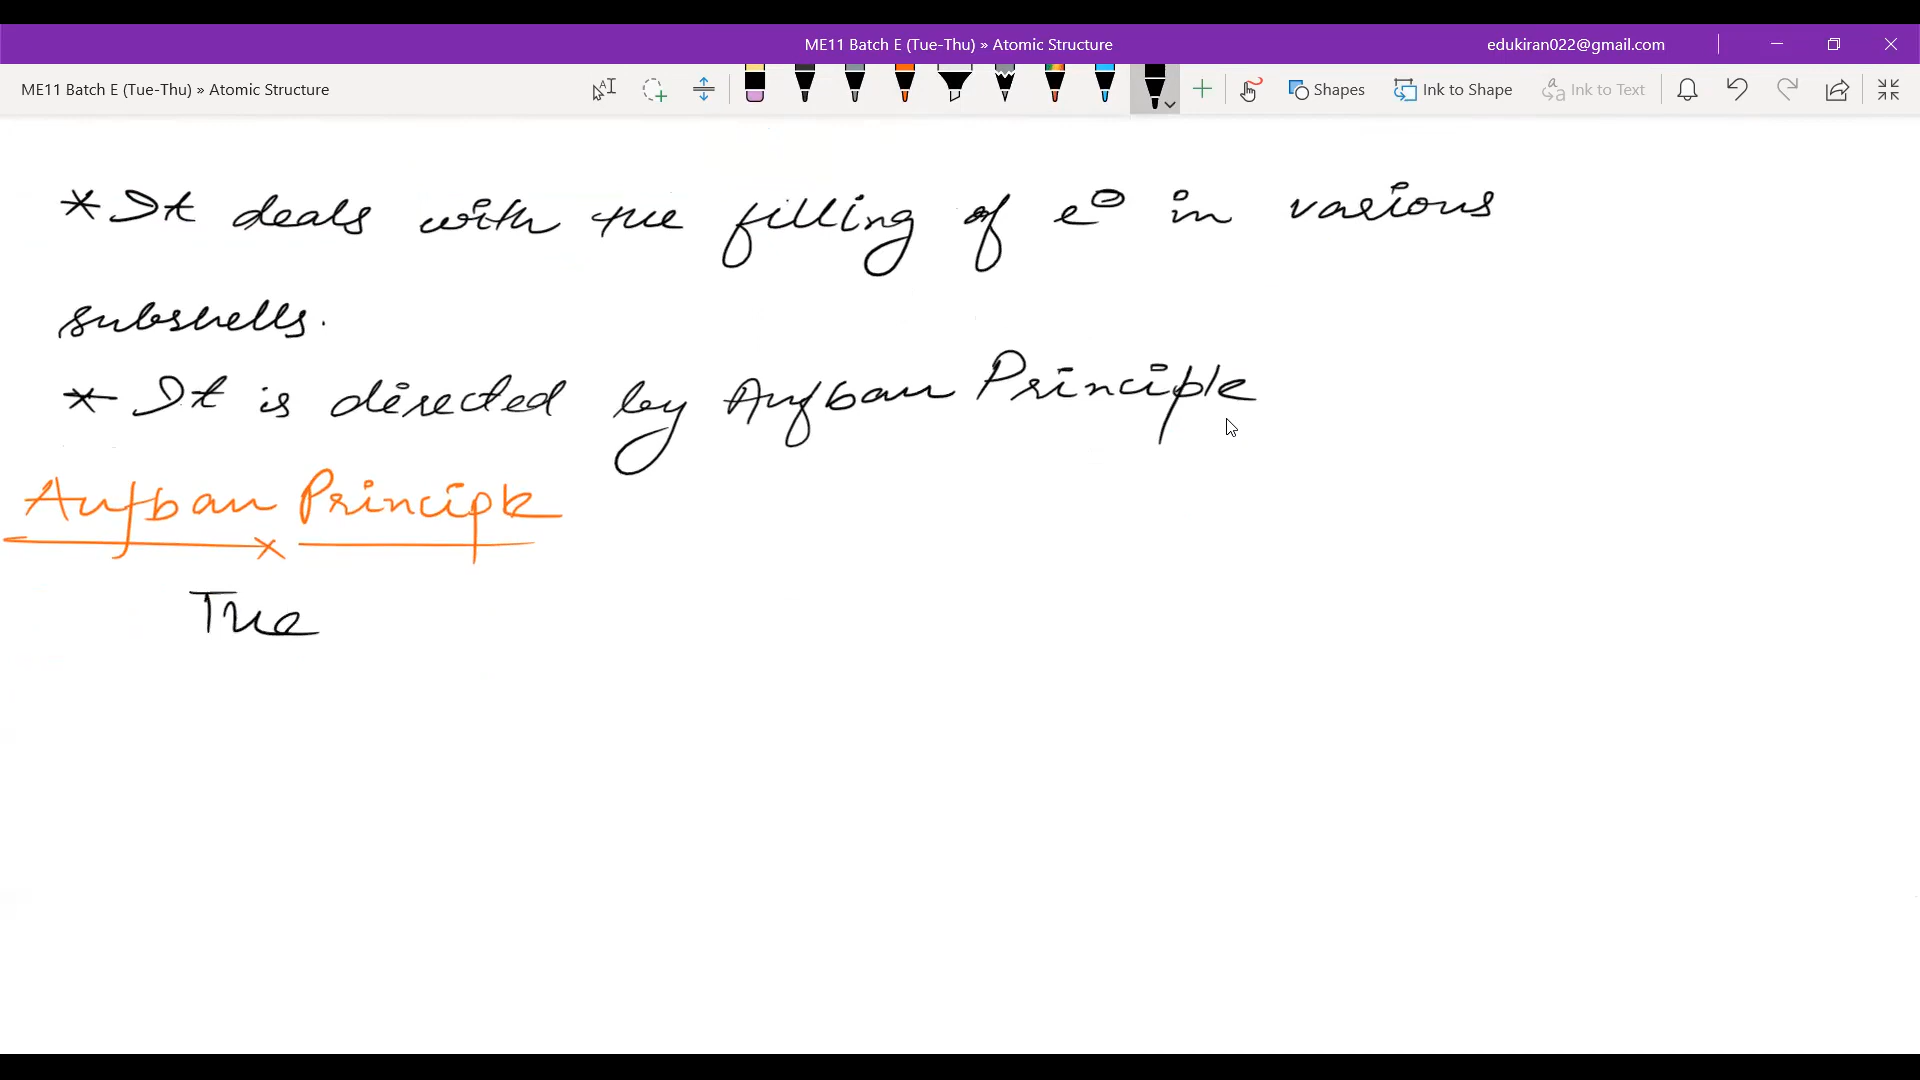 ME11 Batch E (Tue-Thu) » Atomic Structure
edukiran022@gmail.com
ME11 Batch E (Tue-Thu) » Atomic Structure
Shapes
Ink to Shape
Ink to Text
* It deals with the filling of e⊖ in various
subshells.
* It is directed by Aufbau Principle
Aufbau Principle
The